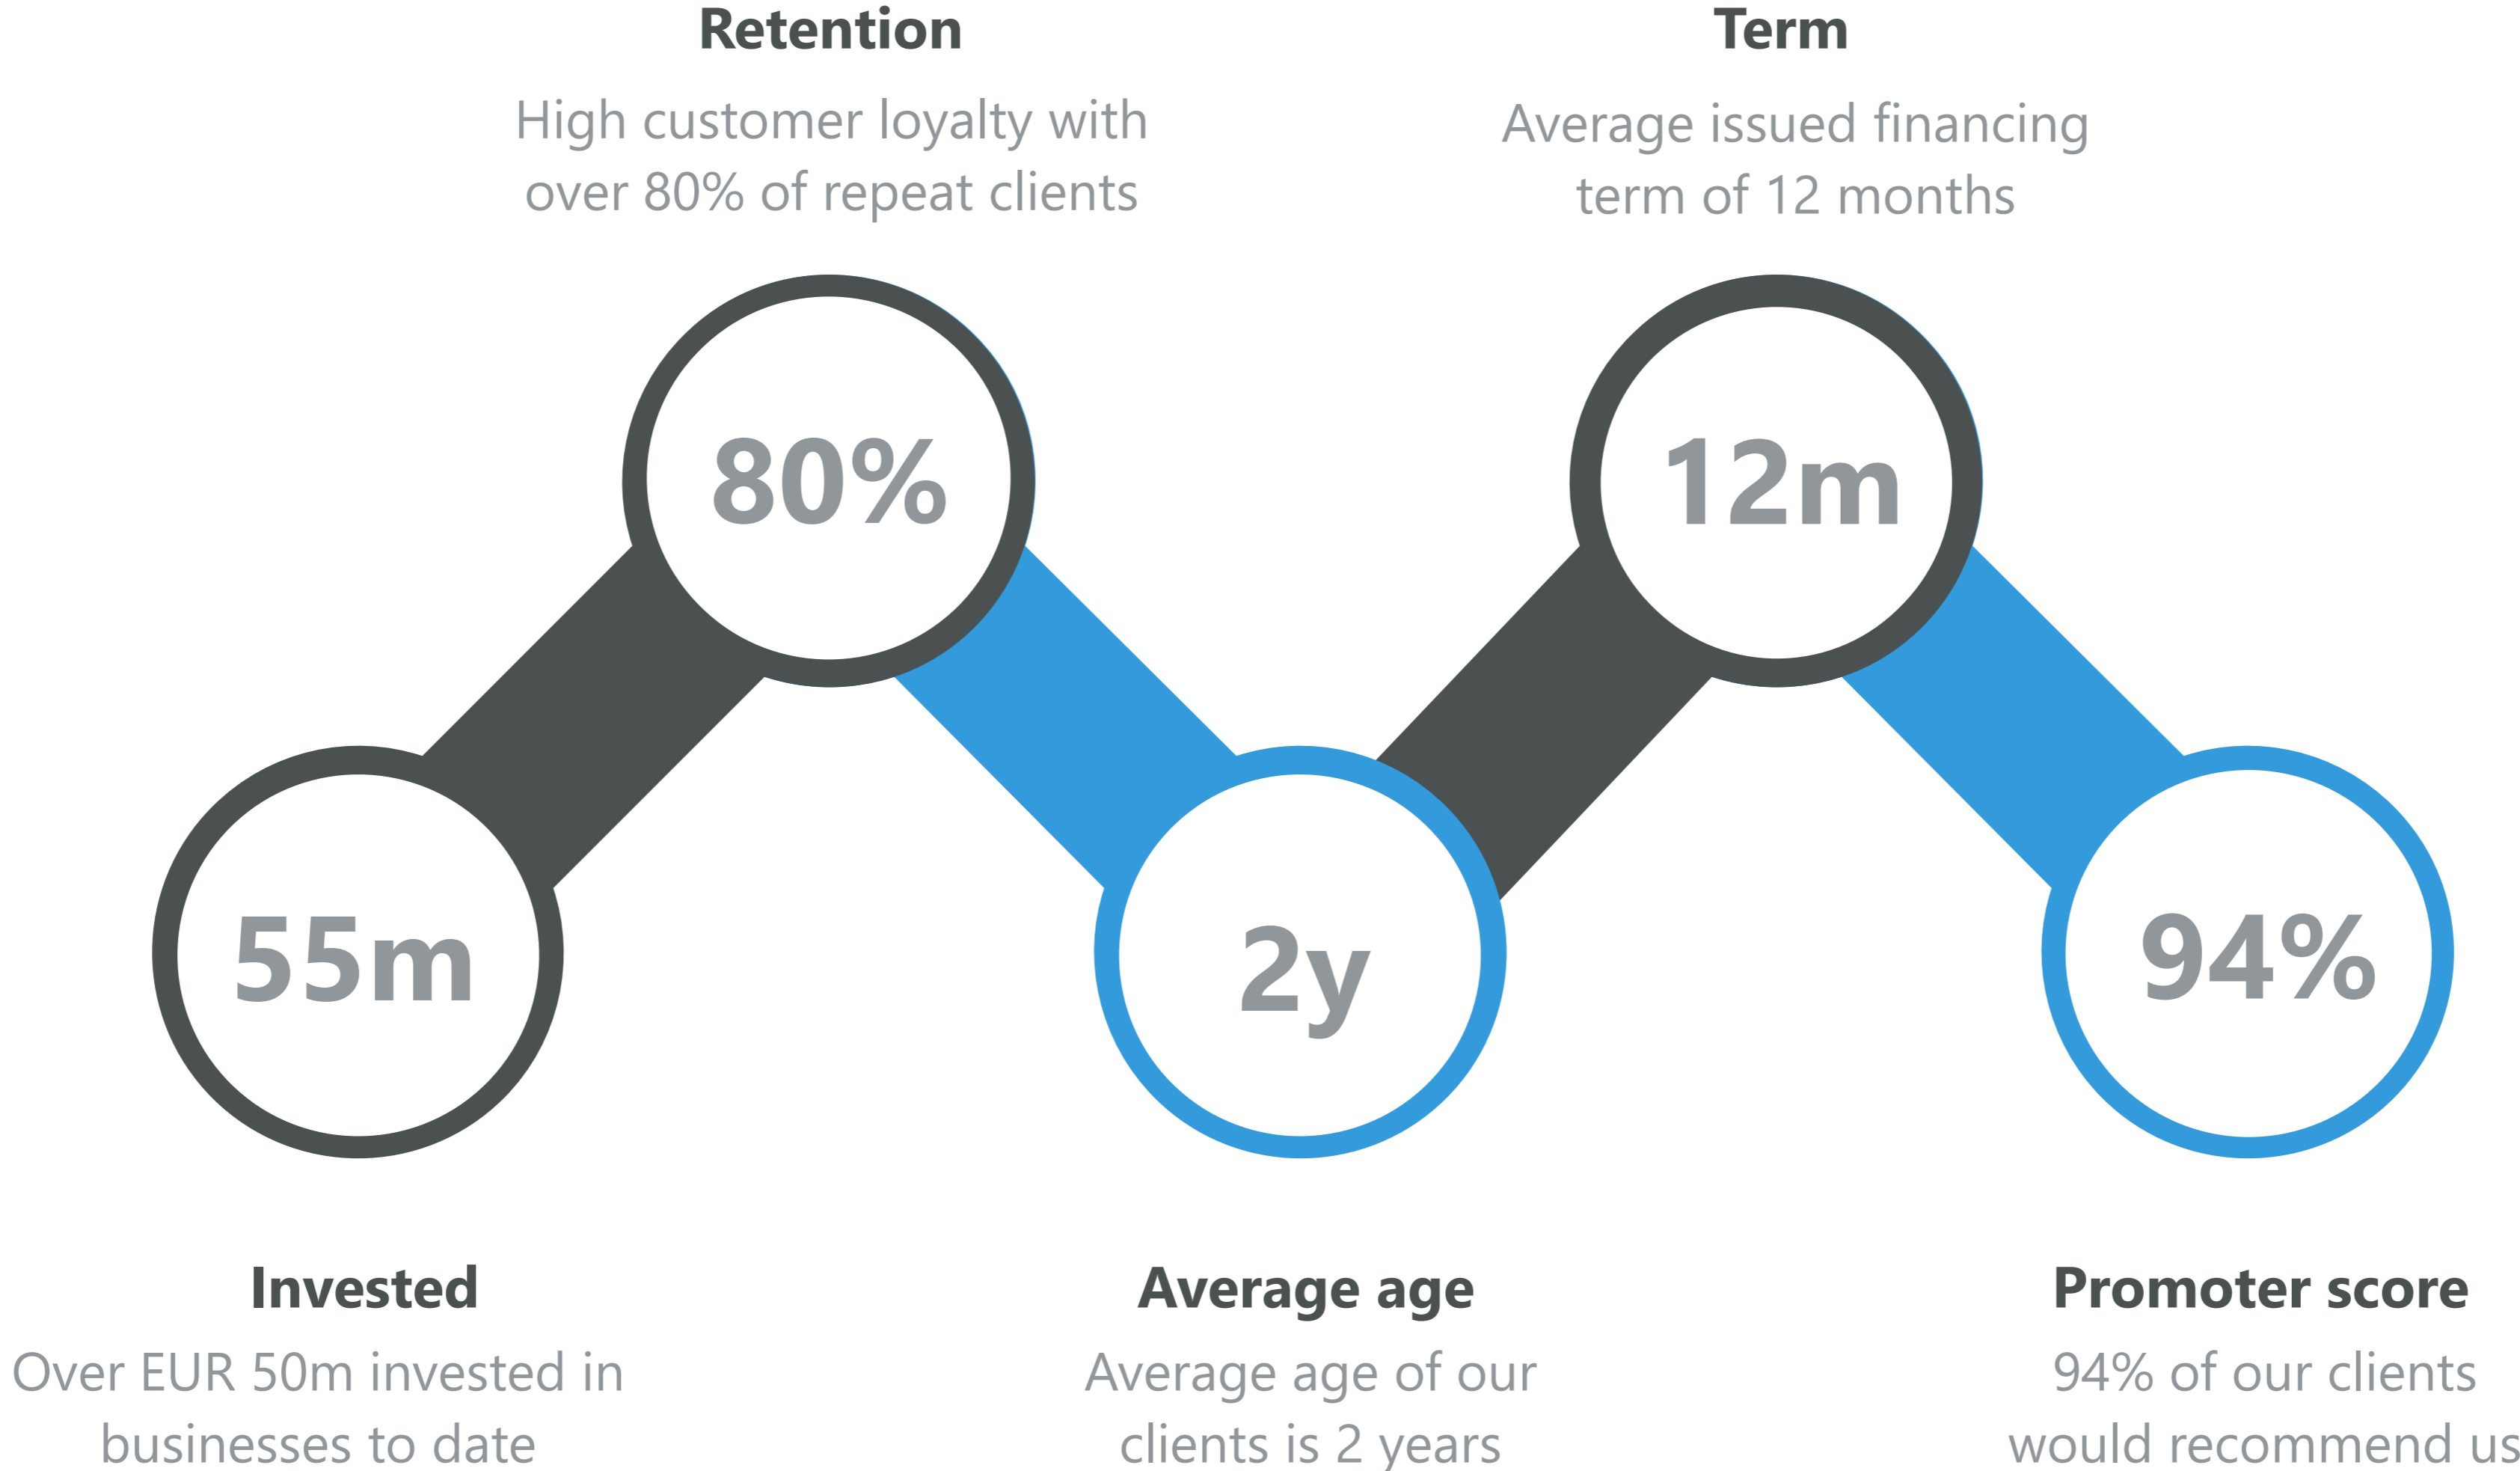 Retention
High customer loyalty with
over 80% of repeat clients
Term
Average issued financing
term of 12 months
80%
12m
55m
2y
94%
Invested
Over EUR 50m invested in
businesses to date
Average age
Average age of our
clients is 2 years
Promoter score
94% of our clients
would recommend us